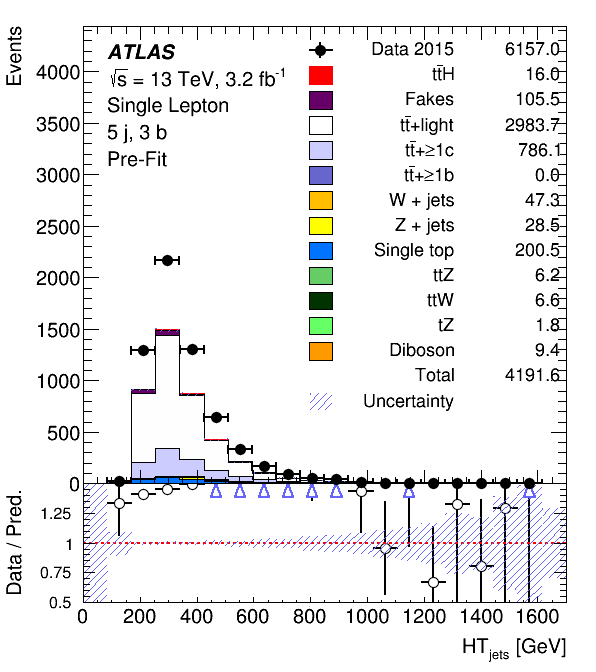 Events
4000
3500
3000
2500
2000
1500
1000
500
0
ATLAS
√s = 13 TeV, 3.2 fb-1
Single Lepton
5 j, 3 b
Pre-Fit
Data 2015 6157.0
tt̄H 16.0
Fakes 105.5
tt̄+light 2983.7
tt̄+≥1c 786.1
tt̄+≥1b 0.0
W + jets 47.3
Z + jets 28.5
Single top 200.5
ttZ 6.2
ttW 6.6
tZ 1.8
Diboson 9.4
Total 4191.6
Uncertainty
Data / Pred.
1.25
1
0.75
0.5
0 200 400 600 800 1000 1200 1400 1600
HTjets [GeV]